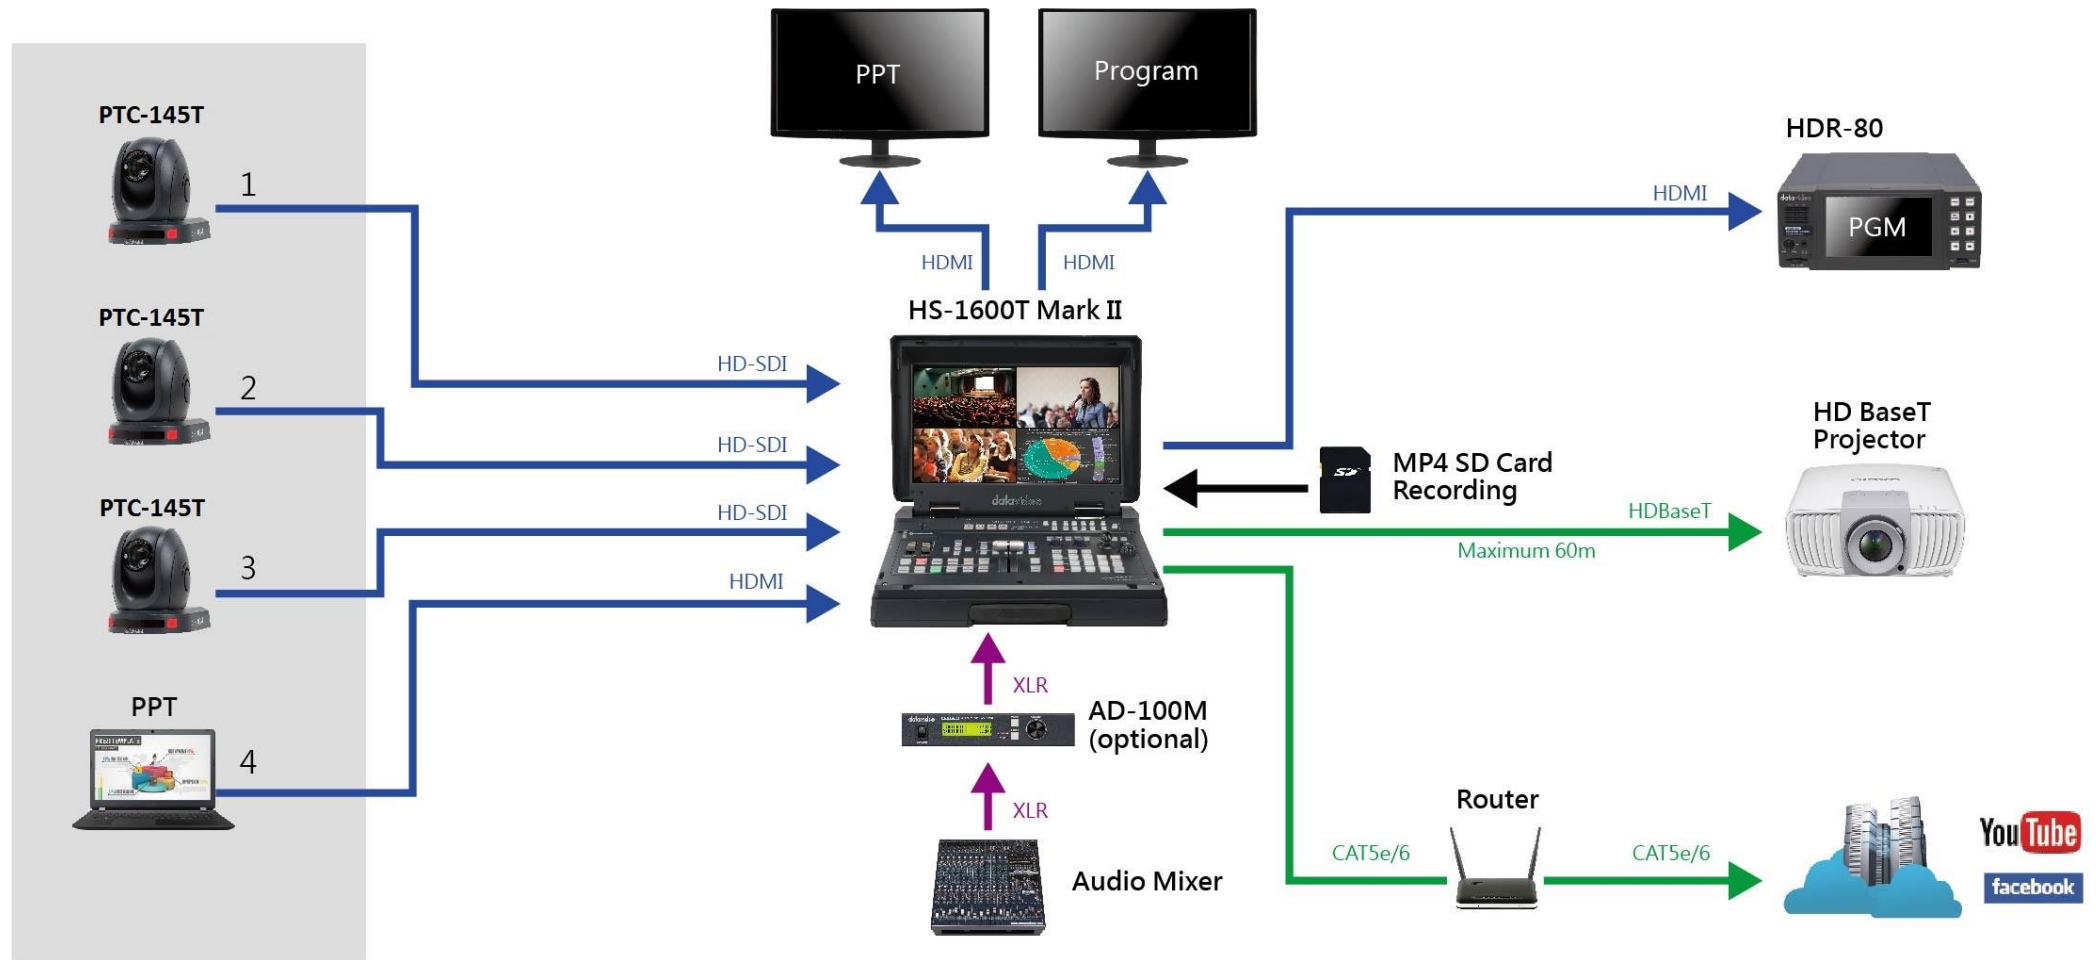 PPT
Program
PTC-145T
1
HDR-80
HDMI
PGM
HDMI
HDMI
HS-1600T Mark II
PTC-145T
2
HD-SDI
HD-SDI
HD BaseT
Projector
MP4 SD Card
Recording
HDBaseT
Maximum 60m
datavideo
PTC-145T
3
HD-SDI
HDMI
XLR
PPT
4
AD-100M
(optional)
XLR
Audio Mixer
Router
CAT5e/6
CAT5e/6
YouTube
facebook